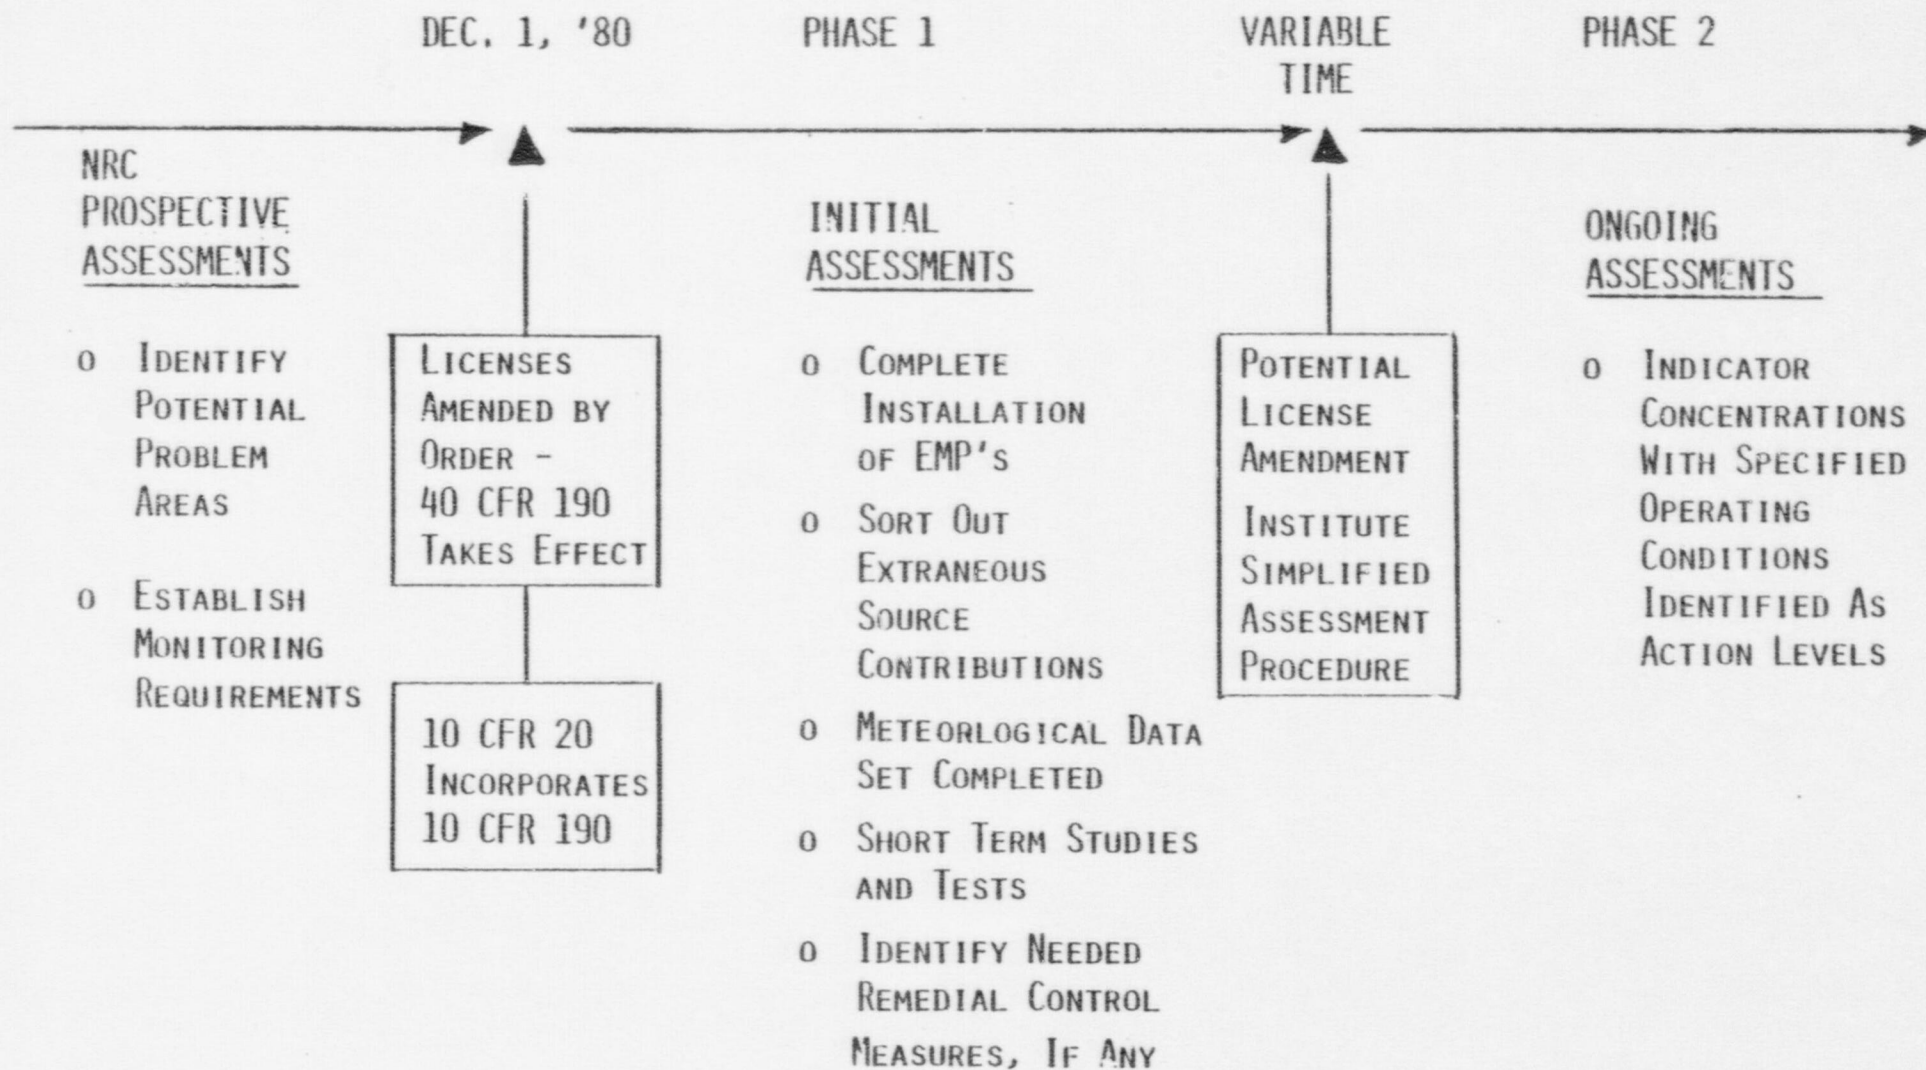 DEC. 1, '80
PHASE 1
VARIABLE
TIME
PHASE 2
NRC
PROSPECTIVE
ASSESSMENTS
o IDENTIFY
POTENTIAL
PROBLEM
AREAS
o ESTABLISH
MONITORING
REQUIREMENTS
LICENSES
AMENDED BY
ORDER -
40 CFR 190
TAKES EFFECT
10 CFR 20
INCORPORATES
10 CFR 190
INITIAL
ASSESSMENTS
o COMPLETE
INSTALLATION
OF EMP'S
o SORT OUT
EXTRANEOUS
SOURCE
CONTRIBUTIONS
o METEORLOGICAL DATA
SET COMPLETED
o SHORT TERM STUDIES
AND TESTS
o IDENTIFY NEEDED
REMEDIAL CONTROL
MEASURES, IF ANY
POTENTIAL
LICENSE
AMENDMENT
INSTITUTE
SIMPLIFIED
ASSESSMENT
PROCEDURE
ONGOING
ASSESSMENTS
o INDICATOR
CONCENTRATIONS
WITH SPECIFIED
OPERATING
CONDITIONS
IDENTIFIED AS
ACTION LEVELS